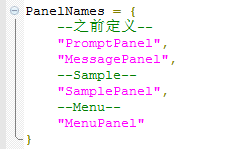 PanelNames = {
--之前定义--
"PromptPanel",
"MessagePanel",
--Sample--
"SamplePanel",
--Menu--
"MenuPanel"
}